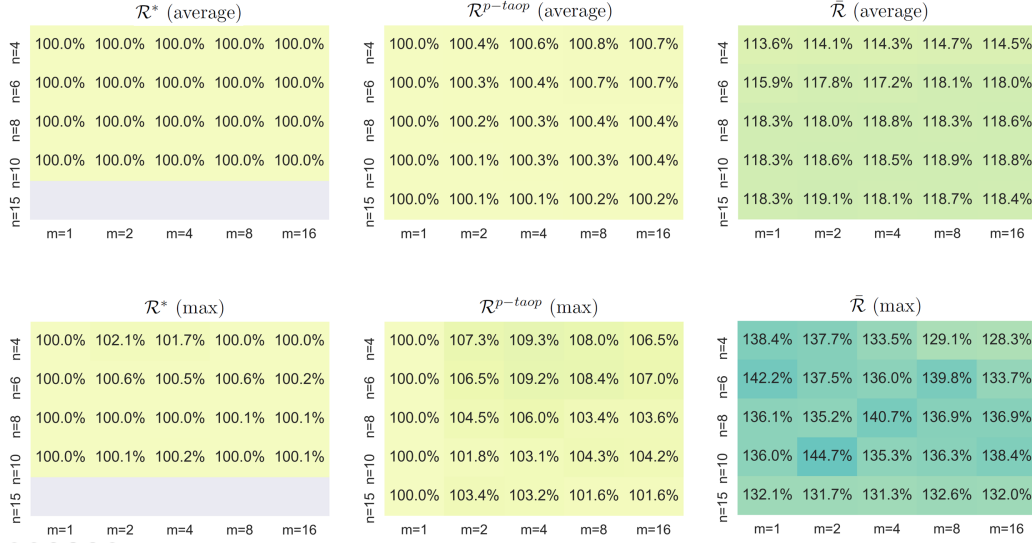 R* (average) R^{p−taop} (average) R̄ (average)
n=4 100.0% 100.0% 100.0% 100.0% 100.0% n=4 100.0% 100.4% 100.6% 100.8% 100.7% n=4 113.6% 114.1% 114.3% 114.7% 114.5%
n=6 100.0% 100.0% 100.0% 100.0% 100.0% n=6 100.0% 100.3% 100.4% 100.7% 100.7% n=6 115.9% 117.8% 117.2% 118.1% 118.0%
n=8 100.0% 100.0% 100.0% 100.0% 100.0% n=8 100.0% 100.2% 100.3% 100.4% 100.4% n=8 118.3% 118.0% 118.8% 118.3% 118.6%
n=10 100.0% 100.0% 100.0% 100.0% 100.0% n=10 100.0% 100.1% 100.3% 100.3% 100.4% n=10 118.3% 118.6% 118.5% 118.9% 118.8%
n=15 n=15 100.0% 100.1% 100.1% 100.2% 100.2% n=15 118.3% 119.1% 118.1% 118.7% 118.4%
m=1 m=2 m=4 m=8 m=16 m=1 m=2 m=4 m=8 m=16 m=1 m=2 m=4 m=8 m=16
R* (max) R^{p−taop} (max) R̄ (max)
n=4 100.0% 102.1% 101.7% 100.0% 100.0% n=4 100.0% 107.3% 109.3% 108.0% 106.5% n=4 138.4% 137.7% 133.5% 129.1% 128.3%
n=6 100.0% 100.6% 100.5% 100.6% 100.2% n=6 100.0% 106.5% 109.2% 108.4% 107.0% n=6 142.2% 137.5% 136.0% 139.8% 133.7%
n=8 100.0% 100.0% 100.0% 100.1% 100.1% n=8 100.0% 104.5% 106.0% 103.4% 103.6% n=8 136.1% 135.2% 140.7% 136.9% 136.9%
n=10 100.0% 100.1% 100.2% 100.0% 100.1% n=10 100.0% 101.8% 103.1% 104.3% 104.2% n=10 136.0% 144.7% 135.3% 136.3% 138.4%
n=15 n=15 100.0% 103.4% 103.2% 101.6% 101.6% n=15 132.1% 131.7% 131.3% 132.6% 132.0%
m=1 m=2 m=4 m=8 m=16 m=1 m=2 m=4 m=8 m=16 m=1 m=2 m=4 m=8 m=16